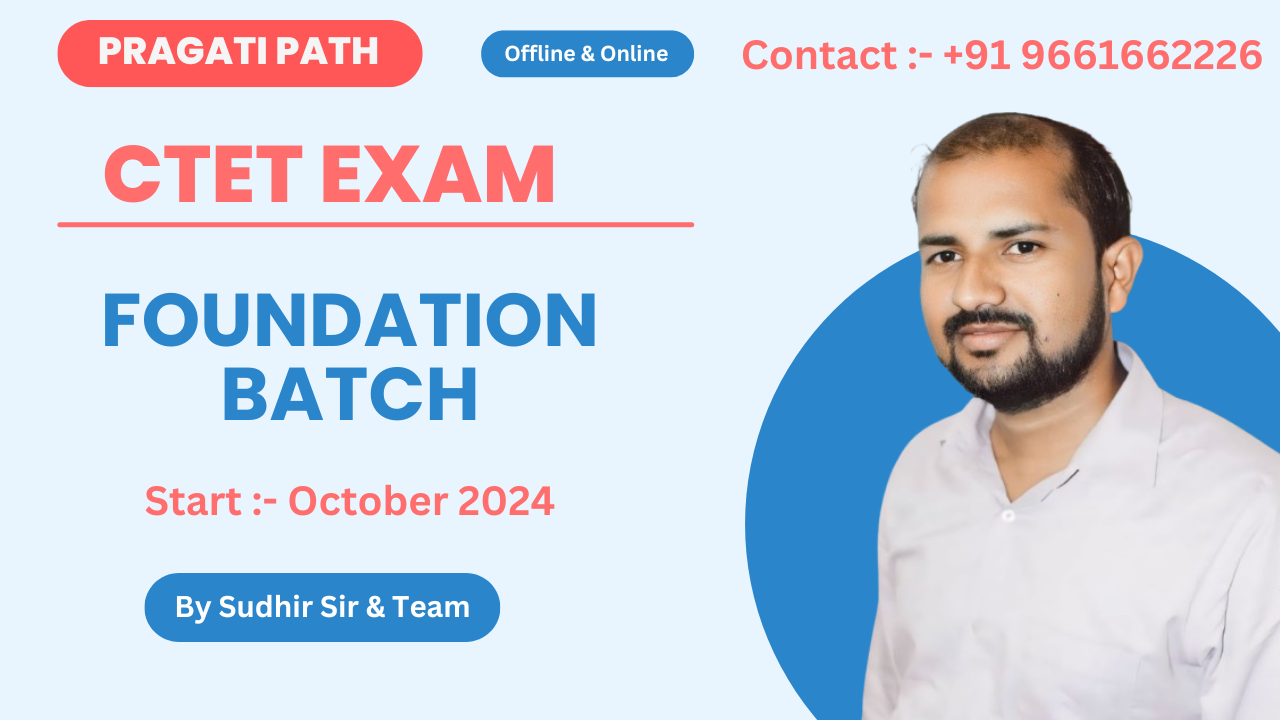 PRAGATI PATH
Offline & Online
Contact :- +91 9661662226
CTET EXAM
FOUNDATION
BATCH
Start :- October 2024
By Sudhir Sir & Team